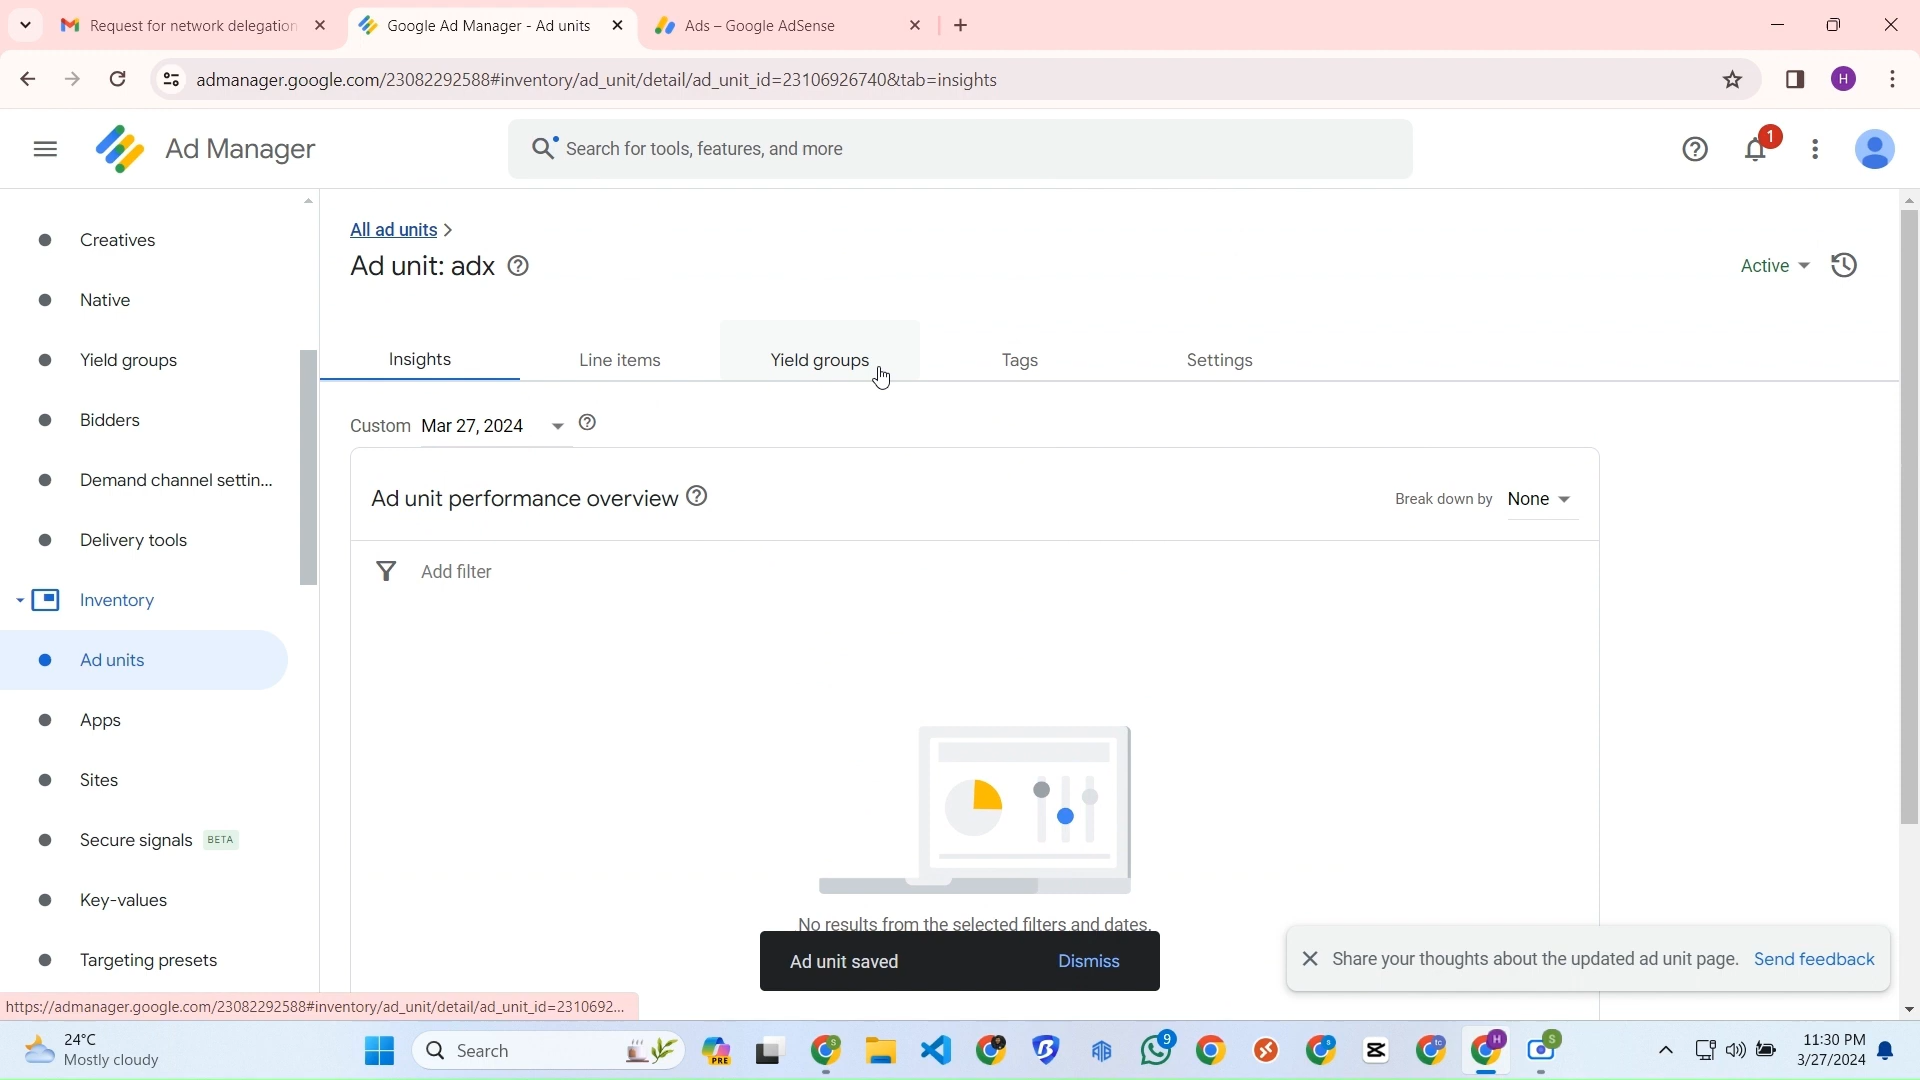 Request for network delegation
Google Ad Manager - Ad units
Ads – Google AdSense
admanager.google.com/23082292588#inventory/ad_unit/detail/ad_unit_id=23106926740&tab=insights
H
Ad Manager
Search for tools, features, and more
1
Creatives
Native
Yield groups
Bidders
Demand channel settin...
Delivery tools
Inventory
Ad units
Apps
Sites
Secure signals BETA
Key-values
Targeting presets
All ad units
Ad unit: adx
Active
Insights
Line items
Yield groups
Tags
Settings
Custom Mar 27, 2024
Ad unit performance overview
Break down by None
Add filter
No results from the selected filters and dates.
Ad unit saved
Dismiss
Share your thoughts about the updated ad unit page. Send feedback
https://admanager.google.com/23082292588#inventory/ad_unit/detail/ad_unit_id=2310692...
24°C
Mostly cloudy
Search
PRE
9
11:30 PM
3/27/2024